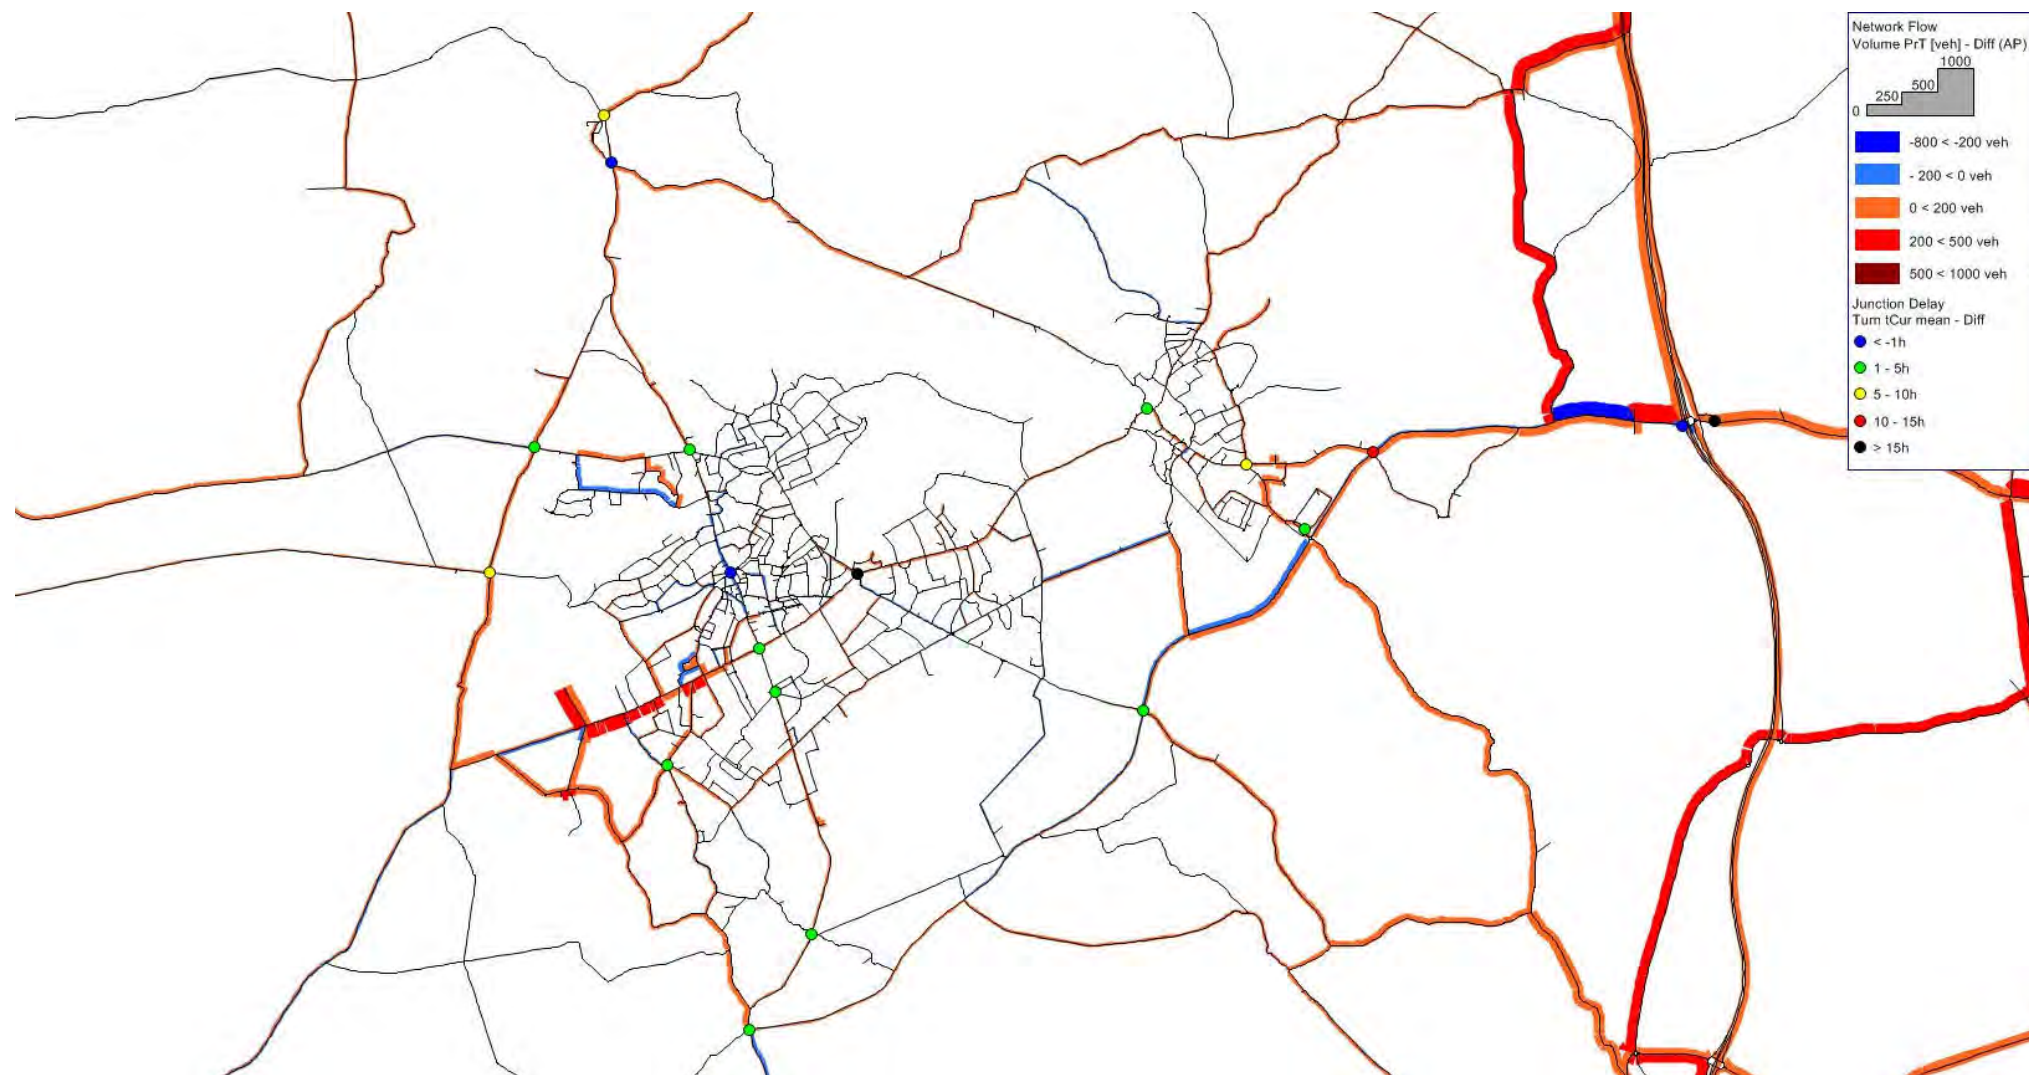 Network Flow
Volume PrT [veh] - Diff (AP)
1000
500
250
0
-800 < -200 veh
- 200 < 0 veh
0 < 200 veh
200 < 500 veh
500 < 1000 veh
Junction Delay
Turn tCur mean - Diff
< -1h
1 - 5h
5 - 10h
10 - 15h
> 15h